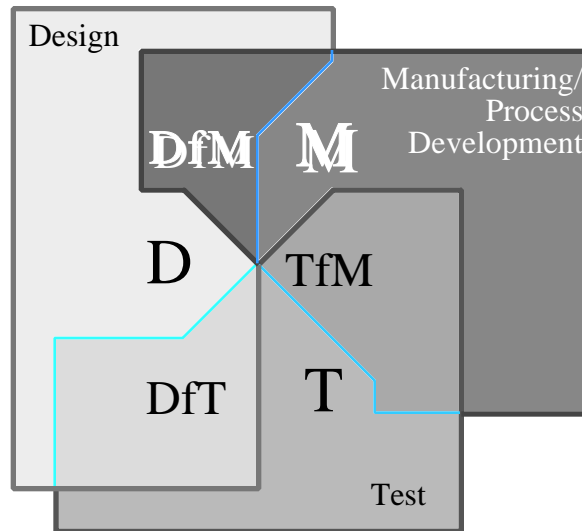 Design
Manufacturing/
Process
Development
DfM
M
D
TfM
DfT
T
Test